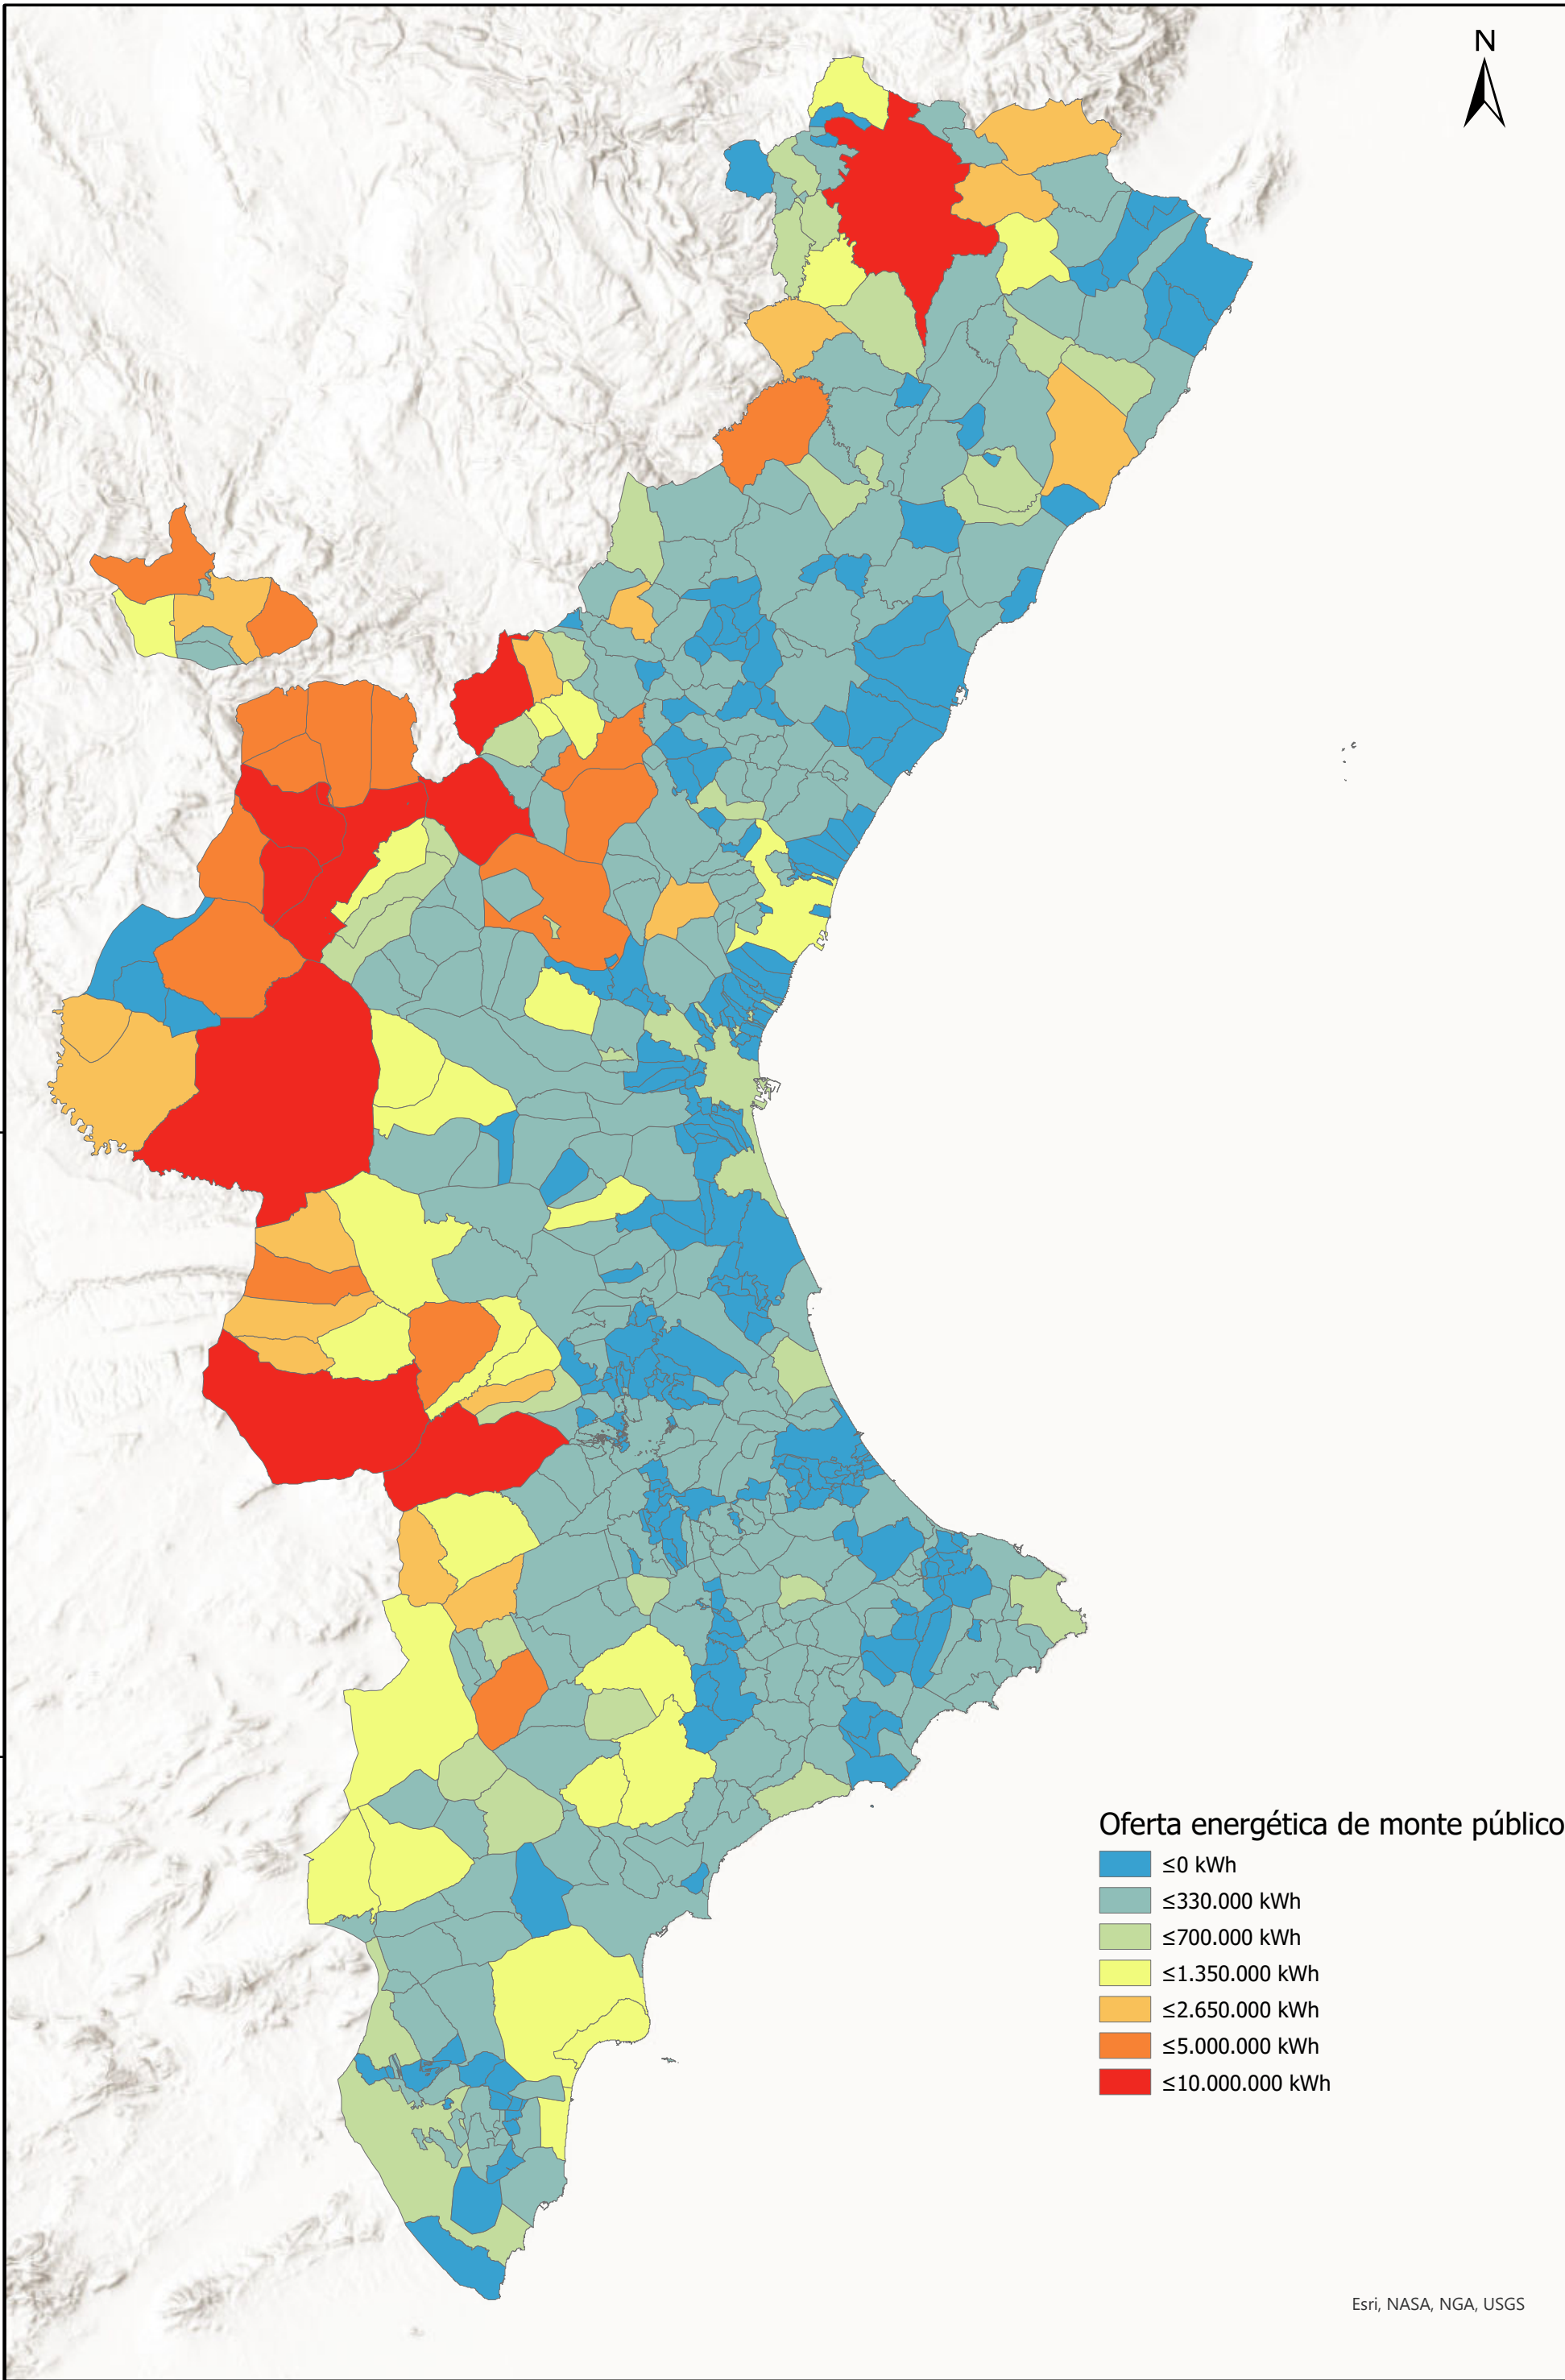 N
Oferta energética de monte público
≤0 kWh
≤330.000 kWh
≤700.000 kWh
≤1.350.000 kWh
≤2.650.000 kWh
≤5.000.000 kWh
≤10.000.000 kWh
Esri, NASA, NGA, USGS